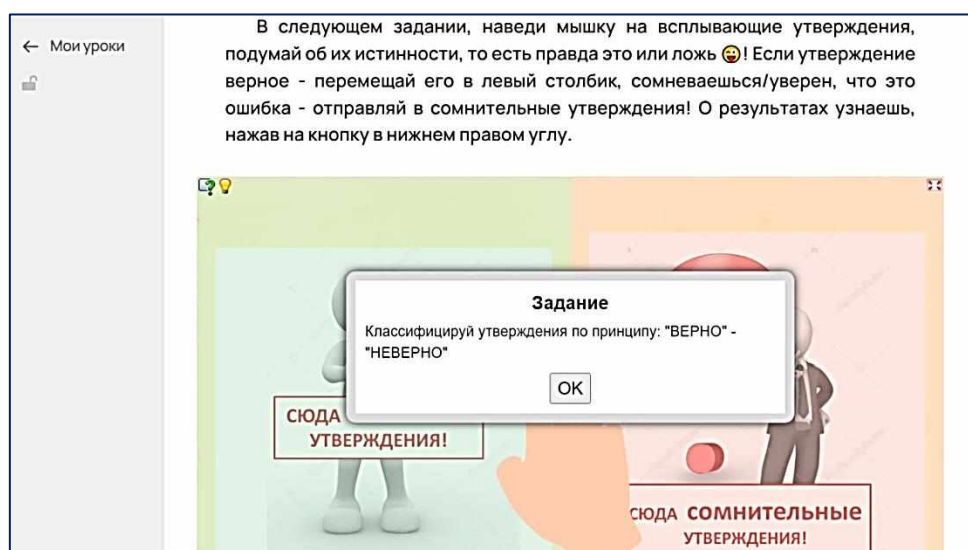 ← Мои уроки
В следующем задании, наведи мышку на всплывающие утверждения,
подумай об их истинности, то есть правда это или ложь 😜! Если утверждение
верное - перемещай его в левый столбик, сомневаешься/уверен, что это
ошибка - отправляй в сомнительные утверждения! О результатах узнаешь,
нажав на кнопку в нижнем правом углу.
Задание
Классифицируй утверждения по принципу: "ВЕРНО" -
"НЕВЕРНО"
OK
СЮДА
УТВЕРЖДЕНИЯ!
СЮДА СОМНИТЕЛЬНЫЕ
УТВЕРЖДЕНИЯ!